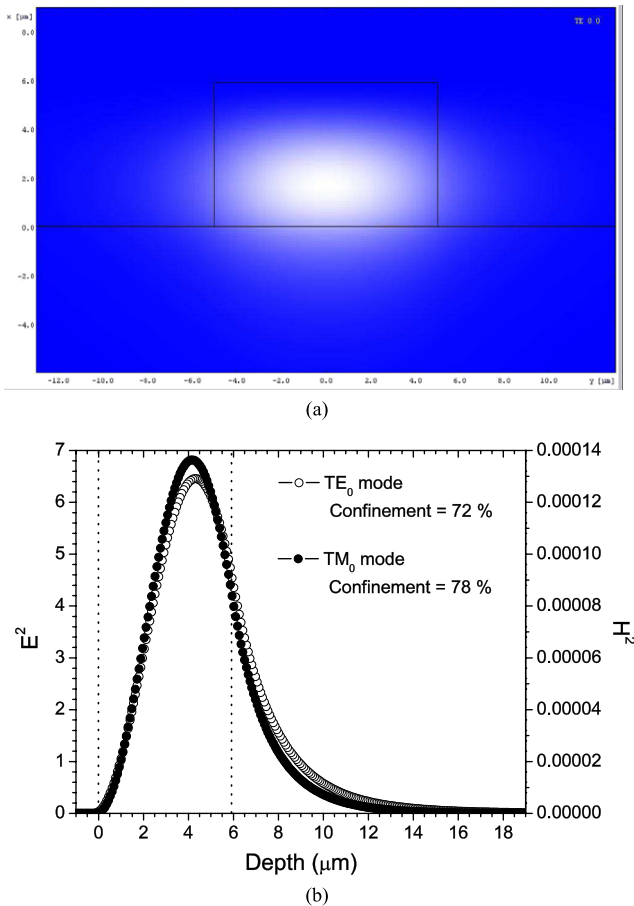 x [µm]
TE 0 0
8.0
6.0
4.0
2.0
0.0
-2.0
-4.0
-12.0 -10.0 -8.0 -6.0 -4.0 -2.0 0.0 2.0 4.0 6.0 8.0 10.0 y [µm]
(a)
7 0.00014
6 0.00012
5 0.00010
4 0.00008
3 0.00006
2 0.00004
1 0.00002
0 0.00000
E²
H²
TE₀ mode
Confinement = 72 %
TM₀ mode
Confinement = 78 %
0 2 4 6 8 10 12 14 16 18
Depth (µm)
(b)